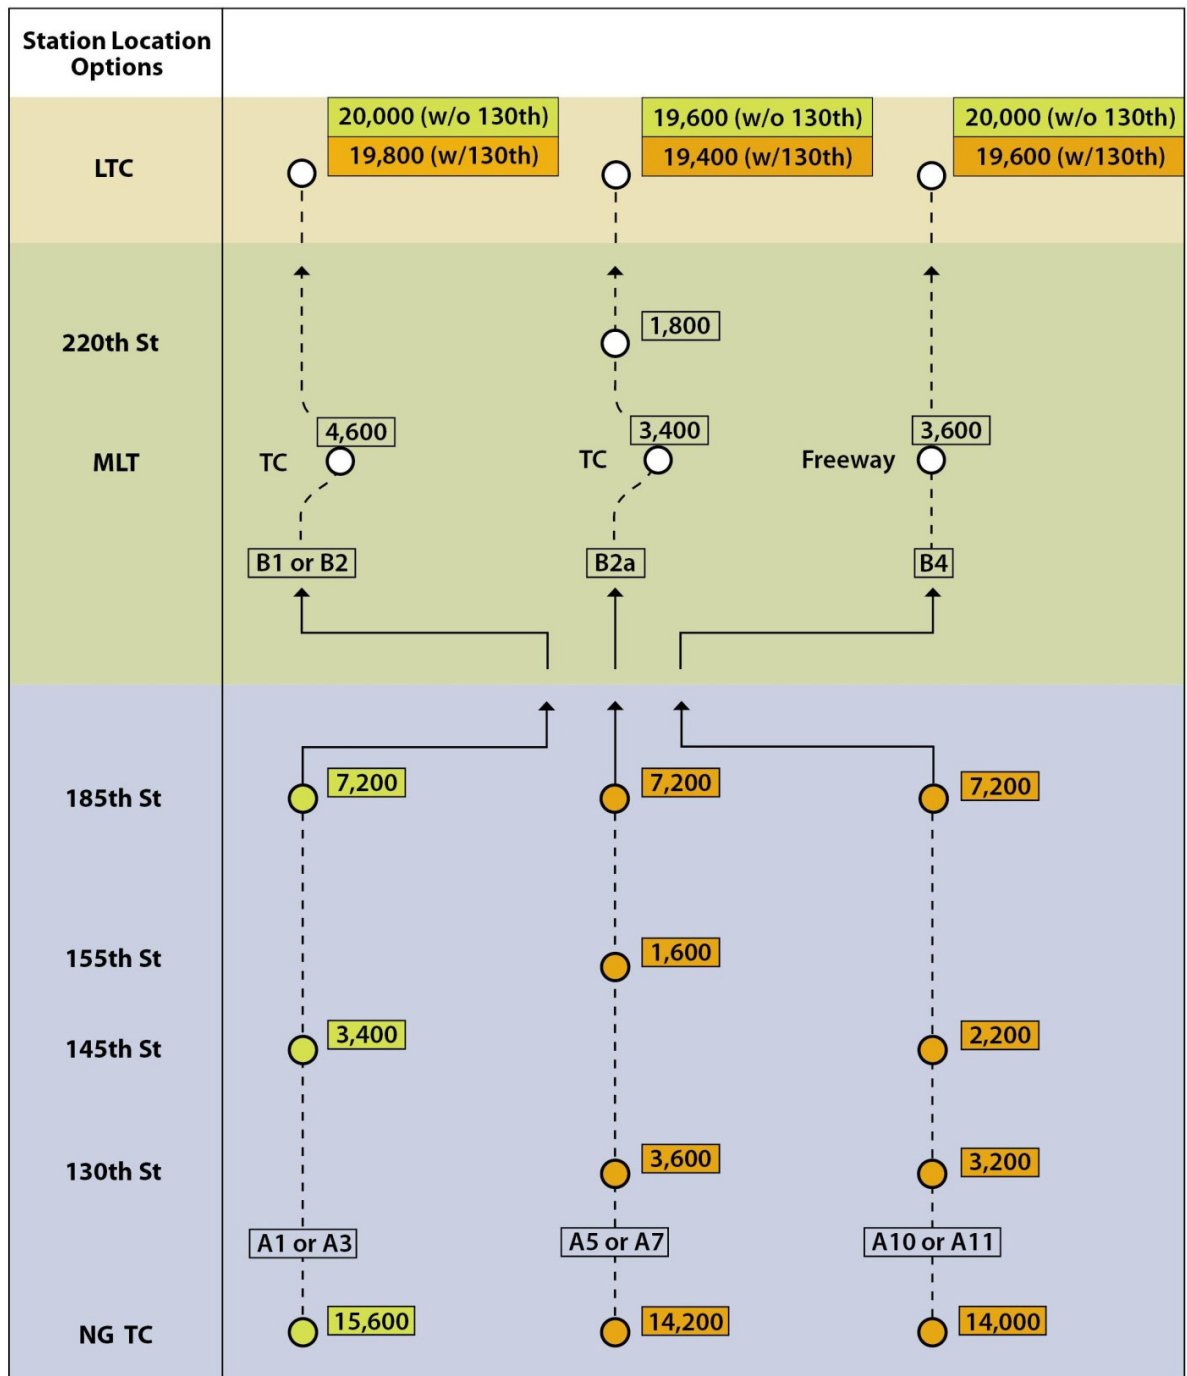 Station Location
Options
20,000 (w/o 130th)
19,600 (w/o 130th)
20,000 (w/o 130th)
19,800 (w/130th)
19,400 (w/130th)
19,600 (w/130th)
LTC
220th St
1,800
4,600
3,400
3,600
MLT
TC
TC
Freeway
B1 or B2
B2a
B4
185th St
7,200
7,200
7,200
155th St
1,600
145th St
3,400
2,200
130th St
3,600
3,200
A1 or A3
A5 or A7
A10 or A11
NG TC
15,600
14,200
14,000